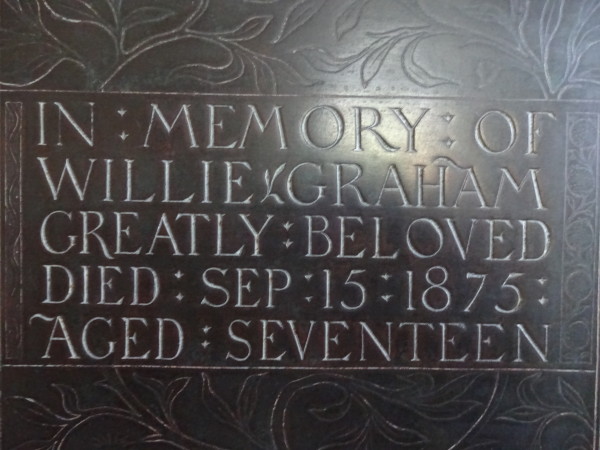 IN : MEMORY : OF
WILLIE GRAHAM
GREATLY : BELOVED
DIED : SEP : 15 : 1875 :
AGED : SEVENTEEN